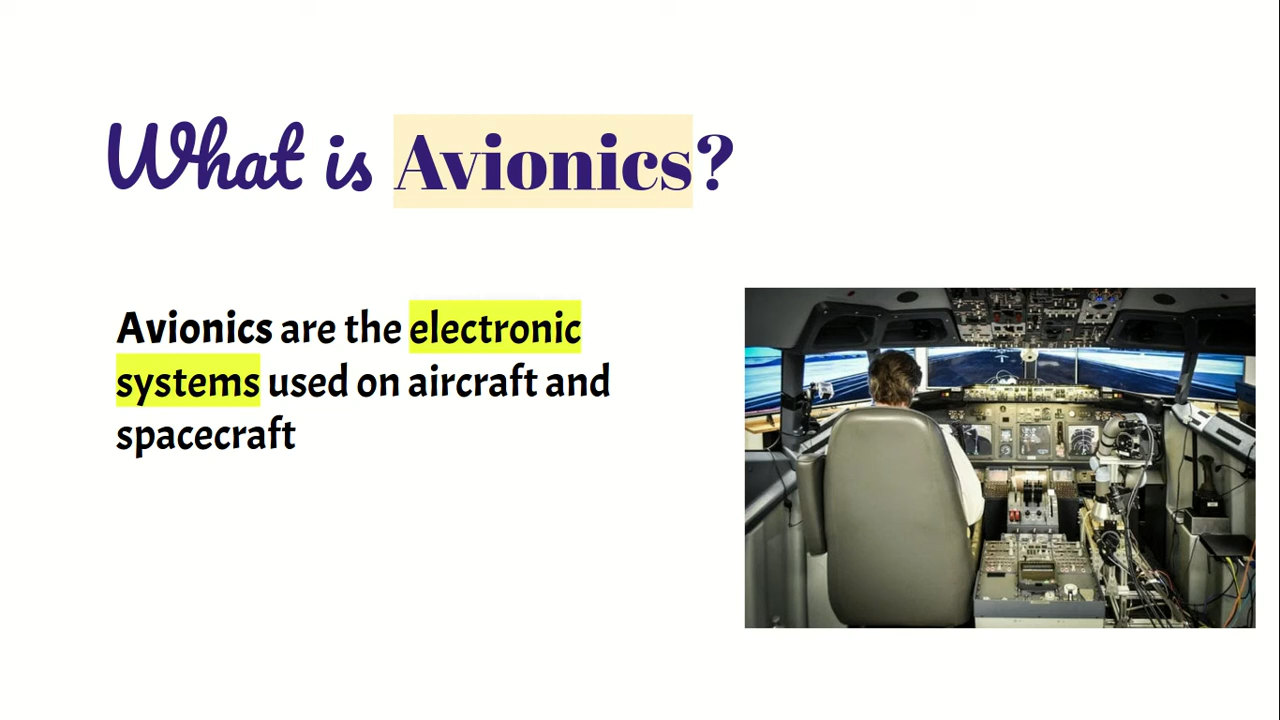 What is Avionics?
Avionics are the electronic
systems used on aircraft and
spacecraft